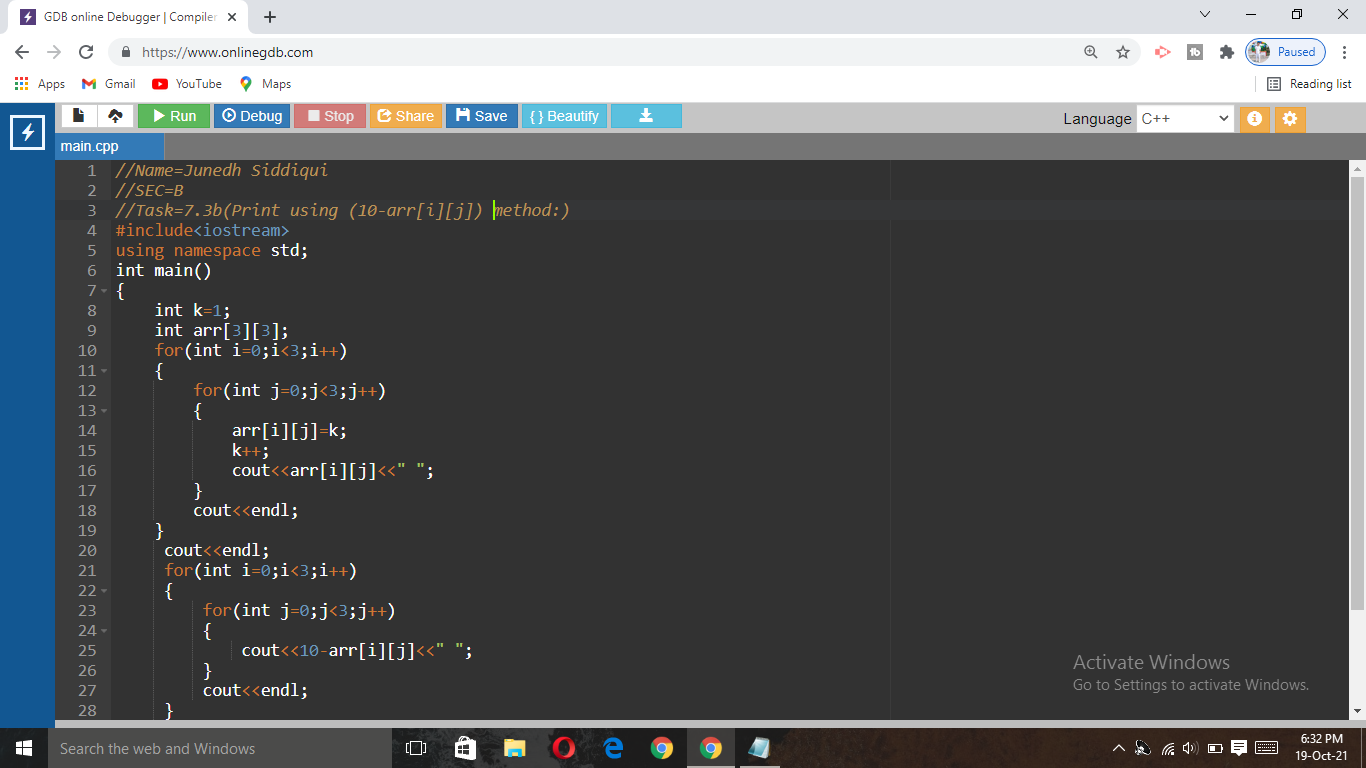 GDB online Debugger | Compiler
https://www.onlinegdb.com
Paused
Apps Gmail YouTube Maps Reading list
Run Debug Stop Share Save { } Beautify Language C++
main.cpp
1 //Name=Junedh Siddiqui
2 //SEC=B
3 //Task=7.3b(Print using (10-arr[i][j]) method:)
4 #include<iostream>
5 using namespace std;
6 int main()
7 {
8 int k=1;
9 int arr[3][3];
10 for(int i=0;i<3;i++)
11 {
12 for(int j=0;j<3;j++)
13 {
14 arr[i][j]=k;
15 k++;
16 cout<<arr[i][j]<<" ";
17 }
18 cout<<endl;
19 }
20 cout<<endl;
21 for(int i=0;i<3;i++)
22 {
23 for(int j=0;j<3;j++)
24 {
25 cout<<10-arr[i][j]<<" ";
26 }
27 cout<<endl;
28 }
Activate Windows
Go to Settings to activate Windows.
Search the web and Windows
6:32 PM
19-Oct-21